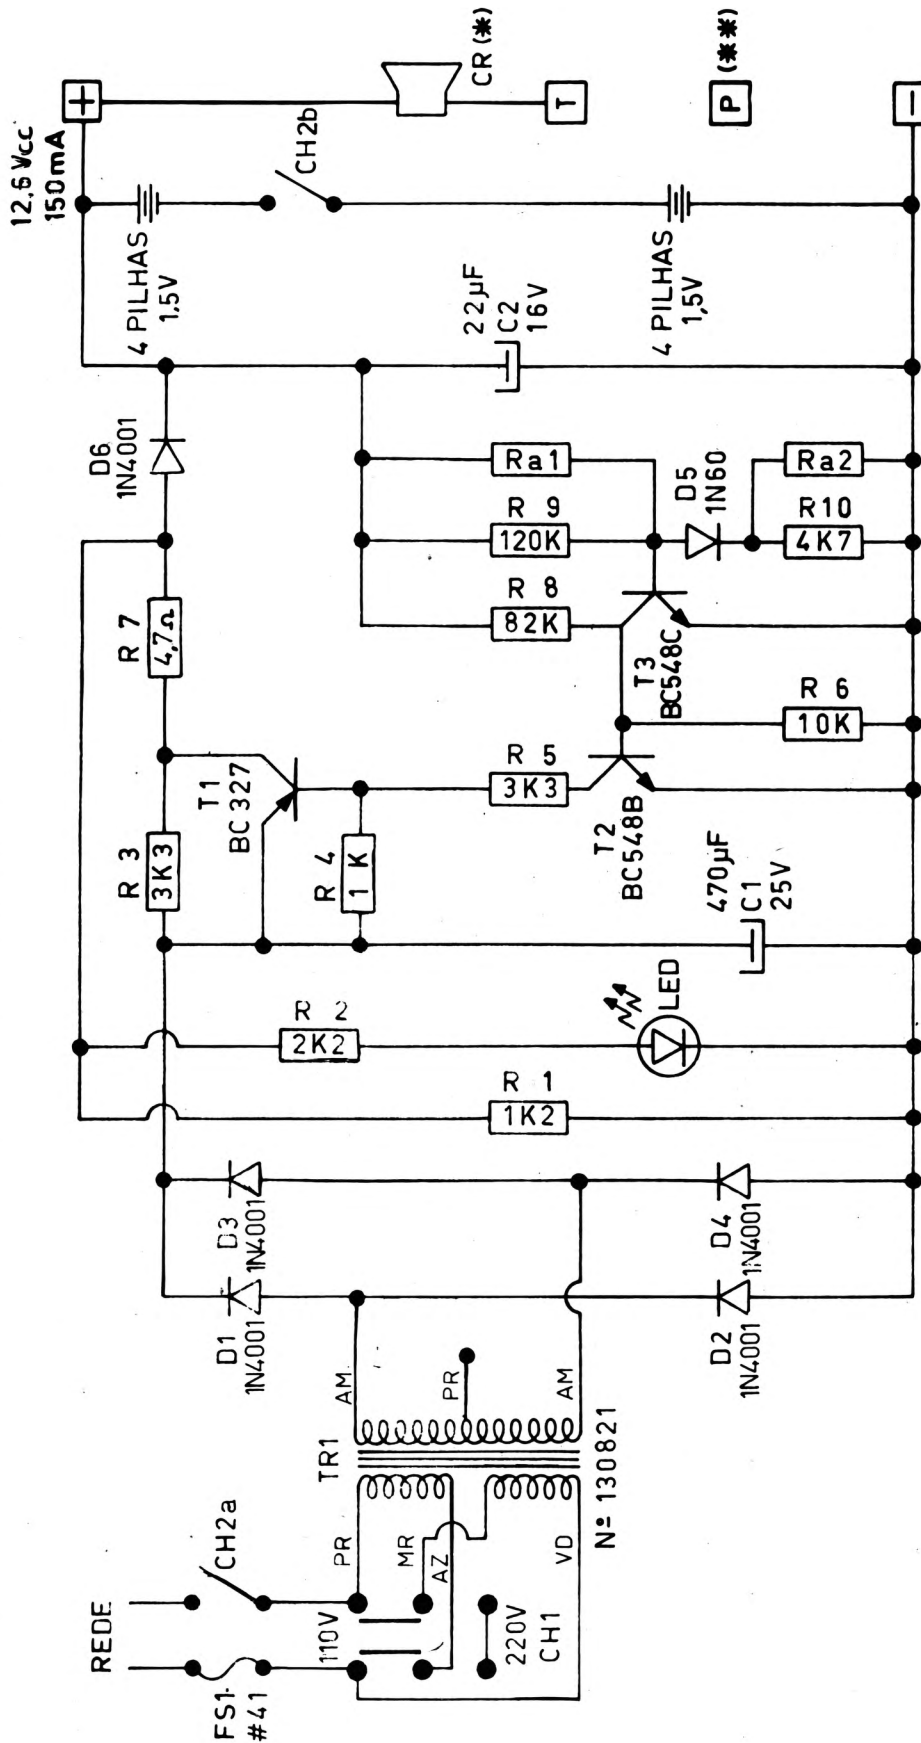 REDE
FS1
#41
CH2a
110V
220V
CH1
PR
MR
AZ
VD
TR1
Nº 130821
AM
PR
AM
D1
1N4001
D3
1N4001
D2
1N4001
D4
1N4001
R 1
1K2
R 2
2K2
LED
R 3
3K3
T1
BC327
R 4
1 K
470µF
C1
25V
R 5
3K3
T2
BC548B
R 6
10K
R 7
4,7Ω
T3
BC548C
R 8
82K
R 9
120K
Ra1
D5
1N60
R10
4K7
Ra2
D6
1N4001
22µF
C2
16V
4 PILHAS
1,5V
CH2b
4 PILHAS
1,5V
12.6 Vcc
150mA
+
CR (*)
T
P (**)
-